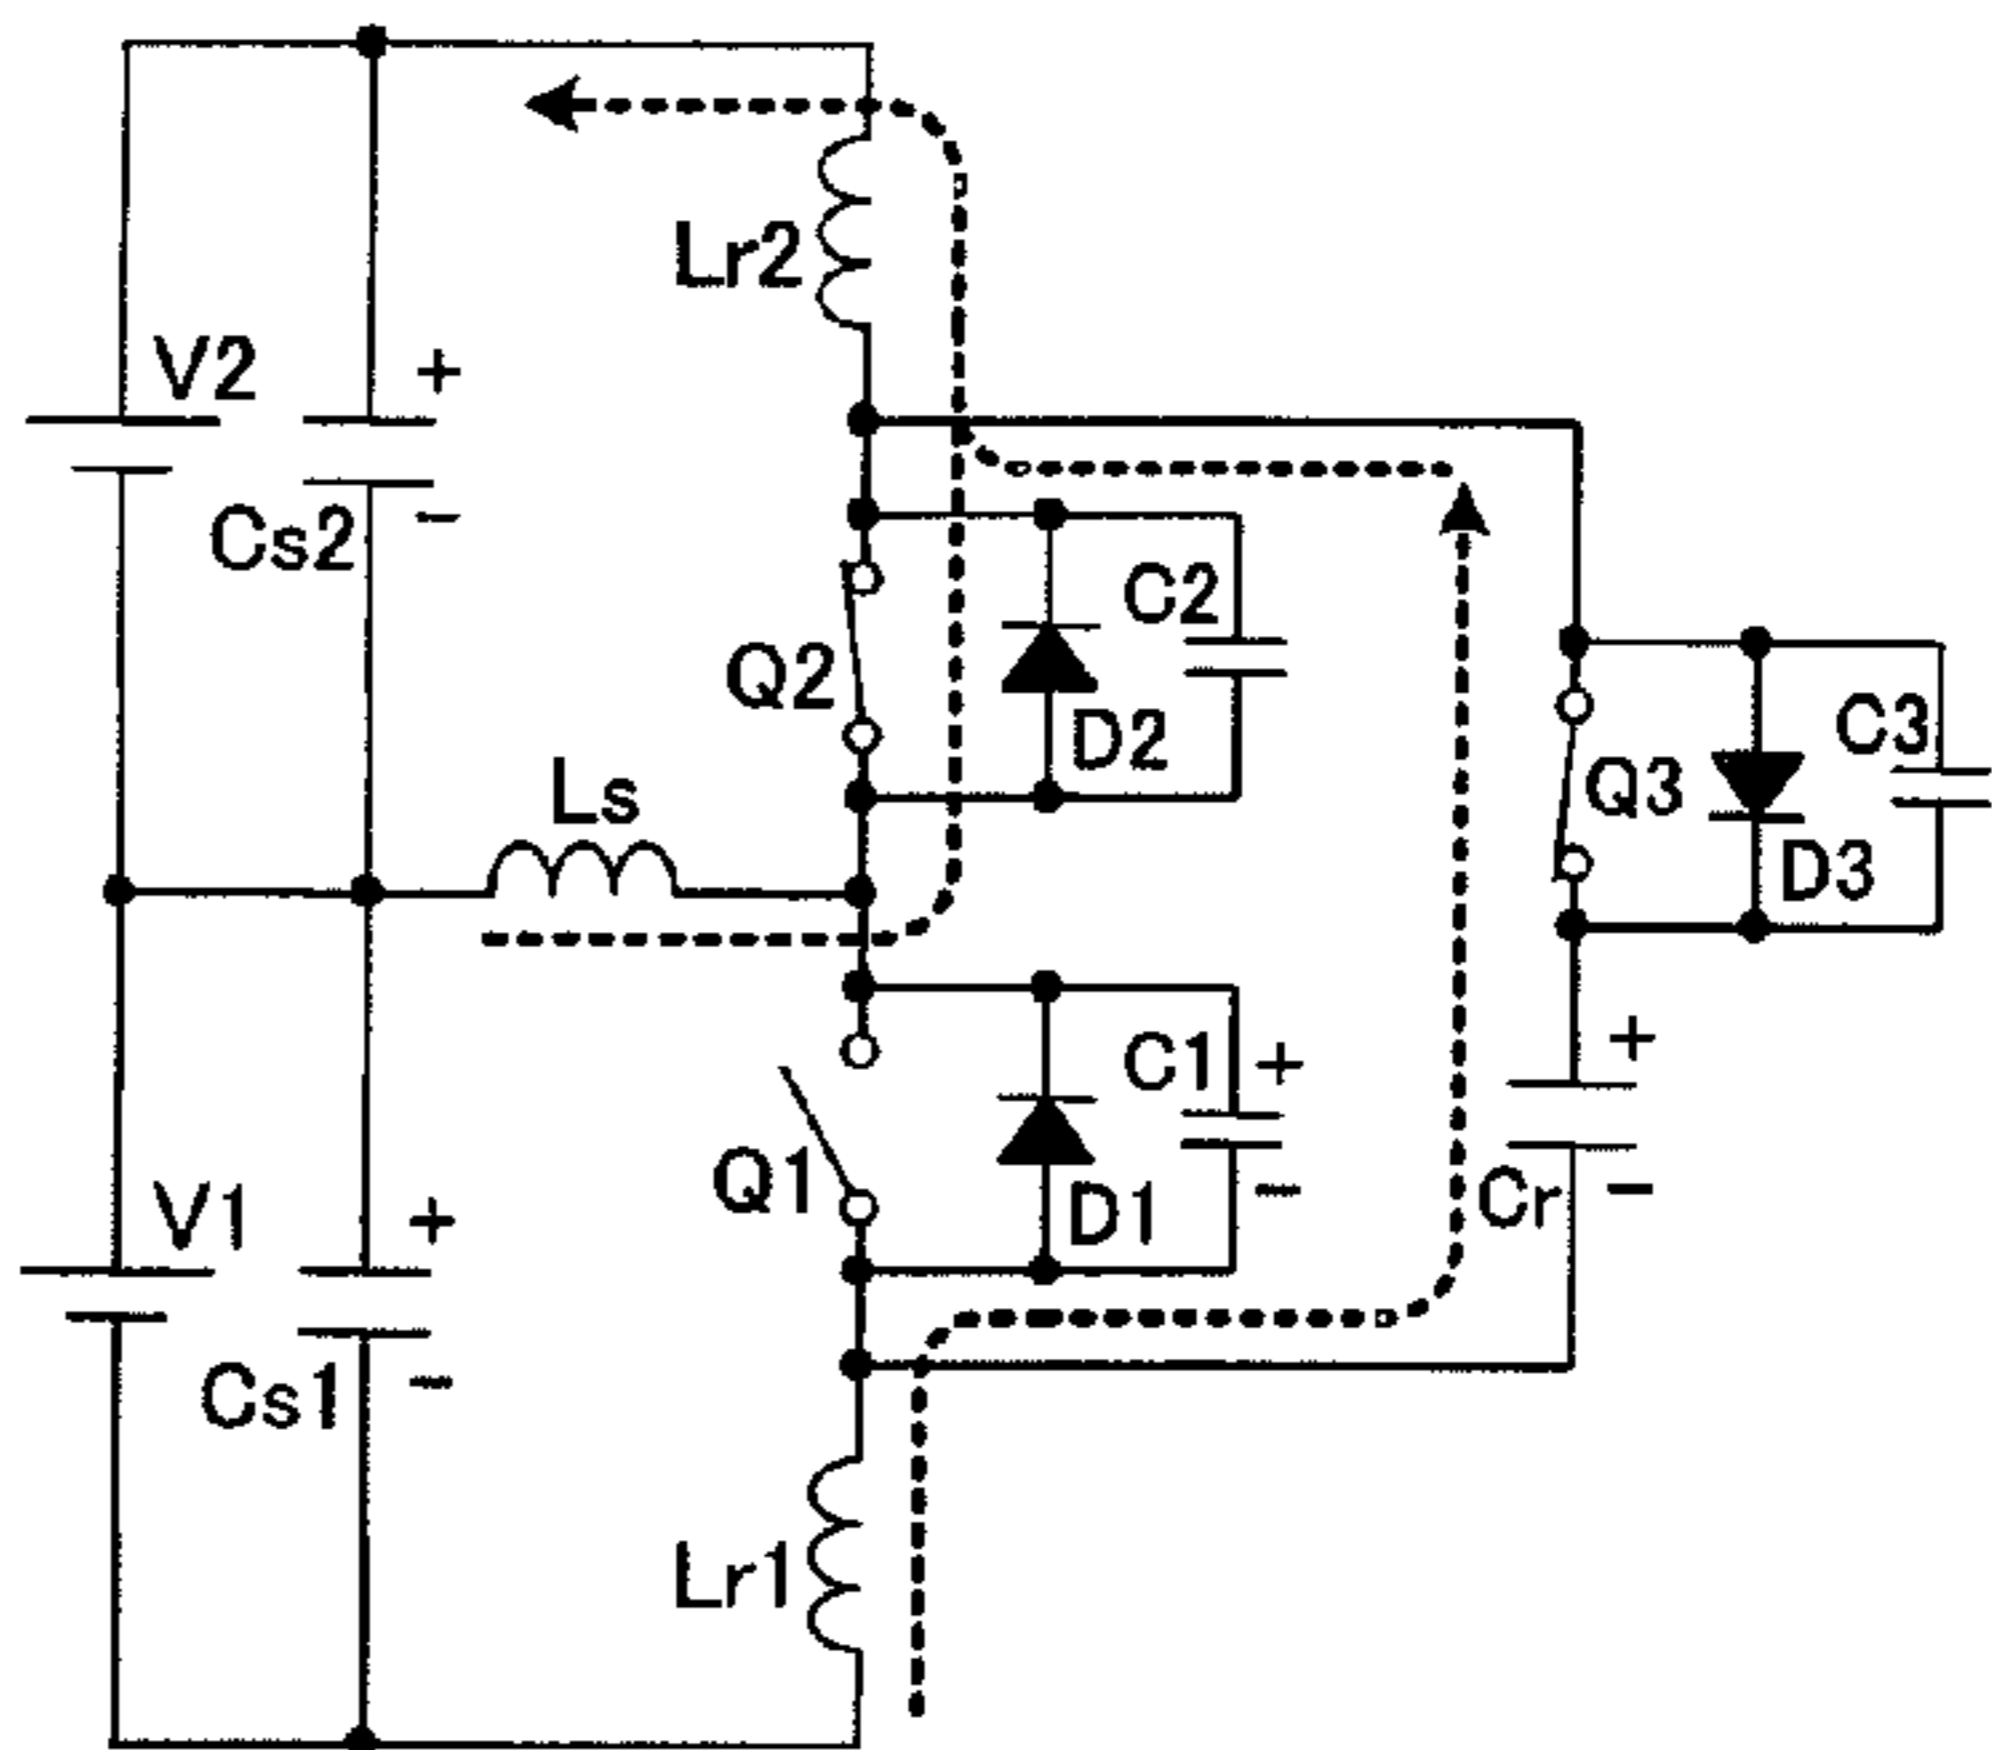 Lr2
V2
+
Cs2
-
C2
Q2
D2
Ls
C3
Q3
D3
C1
+
+
Q1
D1
-
Cr
-
V1
+
Cs1
-
Lr1